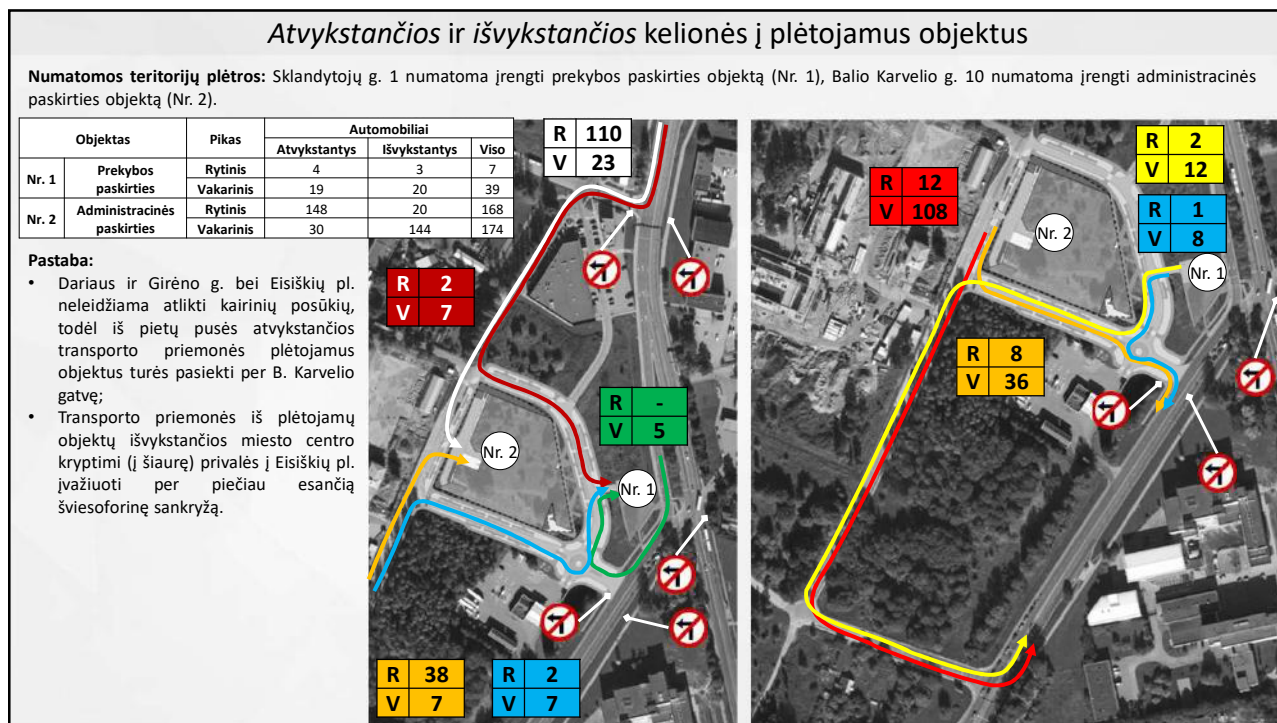 Atvykstančios ir išvykstančios kelionės į plėtojamus objektus
Numatomos teritorijų plėtros: Sklandytojų g. 1 numatoma įrengti prekybos paskirties objektą (Nr. 1), Balio Karvelio g. 10 numatoma įrengti administracinės
paskirties objektą (Nr. 2).
Objektas Pikas Automobiliai
Atvykstantys Išvykstantys Viso
Nr. 1 Prekybos paskirties Rytinis 4 3 7
Vakarinis 19 20 39
Nr. 2 Administracinės paskirties Rytinis 148 20 168
Vakarinis 30 144 174
Pastaba:
• Dariaus ir Girėno g. bei Eisiškių pl.
neleidžiama atlikti kairinių posūkių,
todėl iš pietų pusės atvykstančios
transporto priemonės plėtojamus
objektus turės pasiekti per B. Karvelio
gatvę;
• Transporto priemonės iš plėtojamų
objektų išvykstančios miesto centro
kryptimi (į šiaurę) privalės į Eisiškių pl.
įvažiuoti per piečiau esančią
šviesoforinę sankryžą.
R 110
V 23
R 2
V 7
R -
V 5
Nr. 2
Nr. 1
R 38
V 7
R 2
V 7
R 2
V 12
R 12
V 108
R 1
V 8
Nr. 2
Nr. 1
R 8
V 36